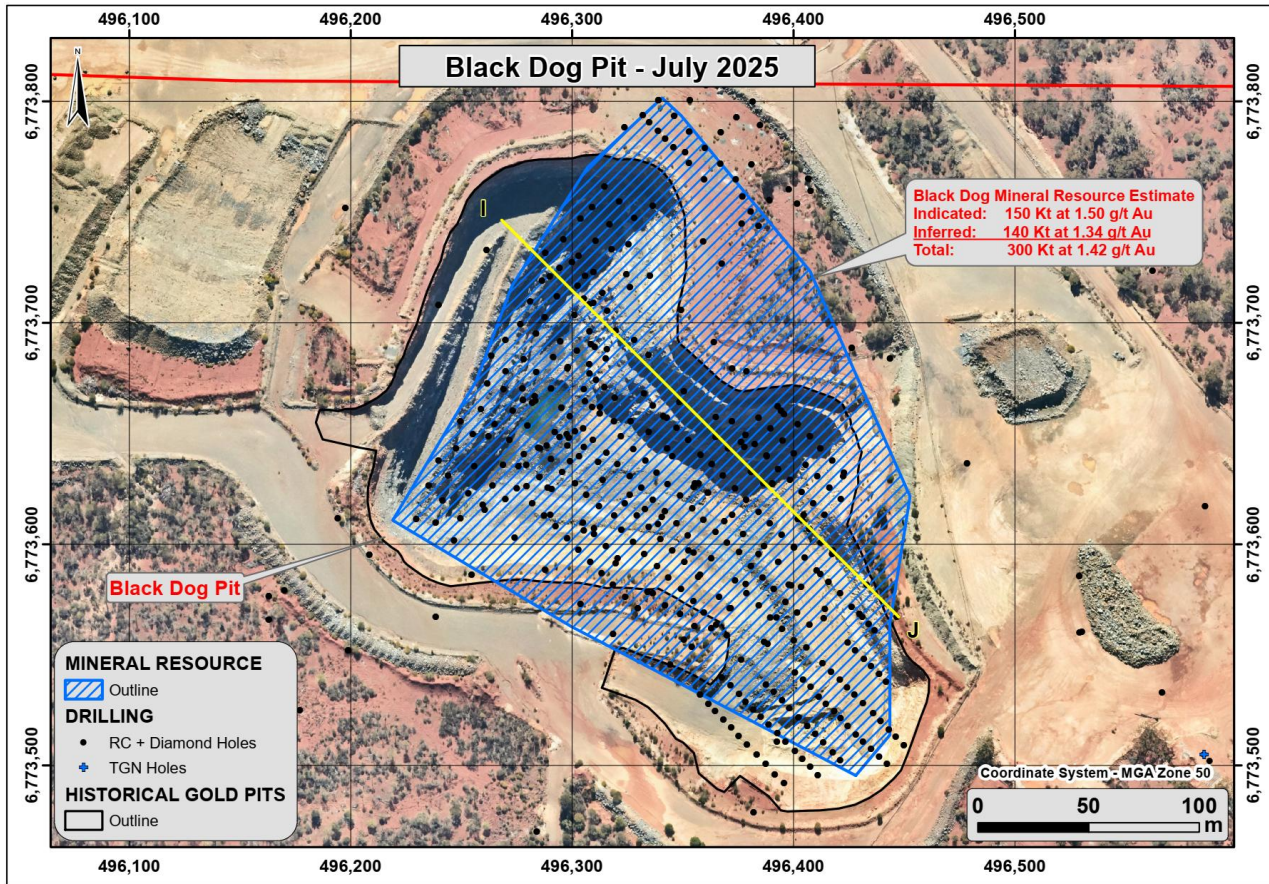 496,100 496,200 496,300 496,400 496,500
N
Black Dog Pit - July 2025
6,773,800 6,773,800
Black Dog Mineral Resource Estimate
Indicated: 150 Kt at 1.50 g/t Au
Inferred: 140 Kt at 1.34 g/t Au
Total: 300 Kt at 1.42 g/t Au
I
6,773,700 6,773,700
6,773,600 6,773,600
Black Dog Pit
J
MINERAL RESOURCE
Outline
DRILLING
RC + Diamond Holes
TGN Holes
HISTORICAL GOLD PITS
Outline
6,773,500 6,773,500
Coordinate System - MGA Zone 50
0 50 100
m
496,100 496,200 496,300 496,400 496,500